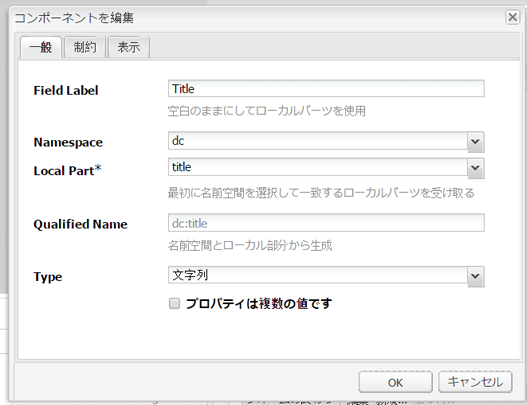 コンポーネントを編集
一般 制約 表示
Field Label Title
空白のままにしてローカルパーツを使用
Namespace dc
Local Part* title
最初に名前空間を選択して一致するローカルパーツを受け取る
Qualified Name dc:title
名前空間とローカル部分から生成
Type 文字列
プロパティは複数の値です
OK キャンセル